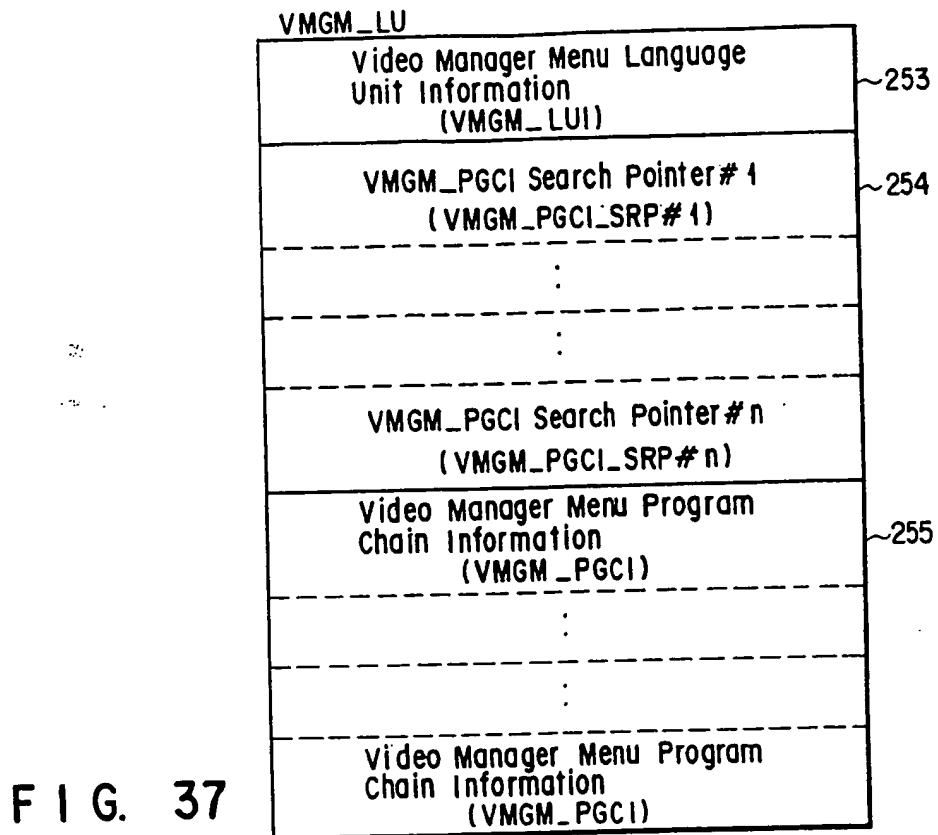 VMGM_LU
Video Manager Menu Language
Unit Information
(VMGM_LUI)
~253
VMGM_PGCI Search Pointer#1
(VMGM_PGCI_SRP#1)
~254
VMGM_PGCI Search Pointer#n
(VMGM_PGCI_SRP#n)
Video Manager Menu Program
Chain Information
(VMGM_PGCI)
~255
Video Manager Menu Program
Chain Information
(VMGM_PGCI)
FIG. 37